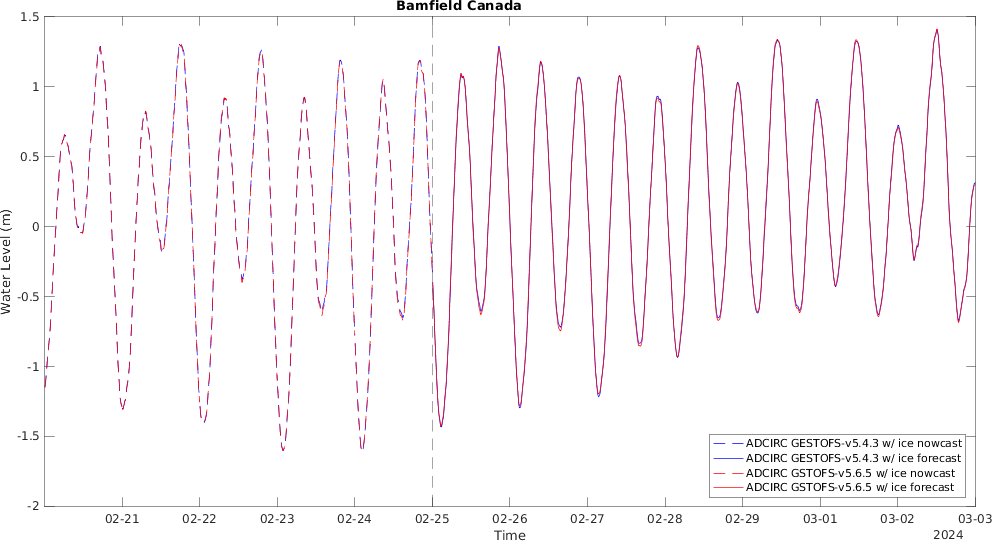 Bamfield Canada
1.5
1
0.5
0
-0.5
-1
-1.5
-2
Water Level (m)
02-21 02-22 02-23 02-24 02-25 02-26 02-27 02-28 02-29 03-01 03-02 03-03
Time
2024
ADCIRC GESTOFS-v5.4.3 w/ ice nowcast
ADCIRC GESTOFS-v5.4.3 w/ ice forecast
ADCIRC GSTOFS-v5.6.5 w/ ice nowcast
ADCIRC GSTOFS-v5.6.5 w/ ice forecast